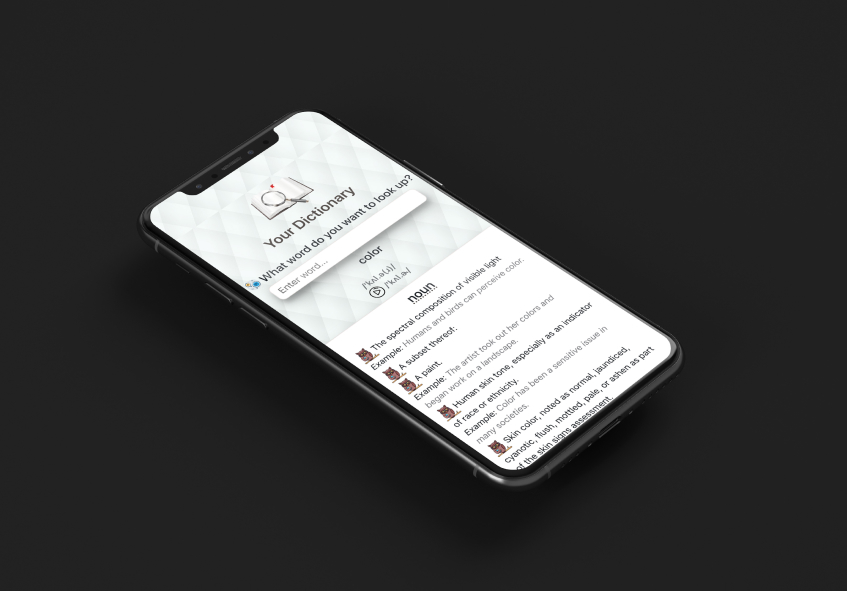 Your Dictionary
What word do you want to look up?
Enter word...
color
/ˈkʌl.ə(ɹ)/
/ˈkʌl.ɚ/
noun
The spectral composition of visible light
Example: Humans and birds can perceive color.
A subset thereof:
A paint.
Example: The artist took out her colors and
began work on a landscape.
Human skin tone, especially as an indicator
of race or ethnicity.
Example: Color has been a sensitive issue in
many societies.
Skin color, noted as normal, jaundiced,
cyanotic, flush, mottled, pale, or ashen as part
of the skin signs assessment.